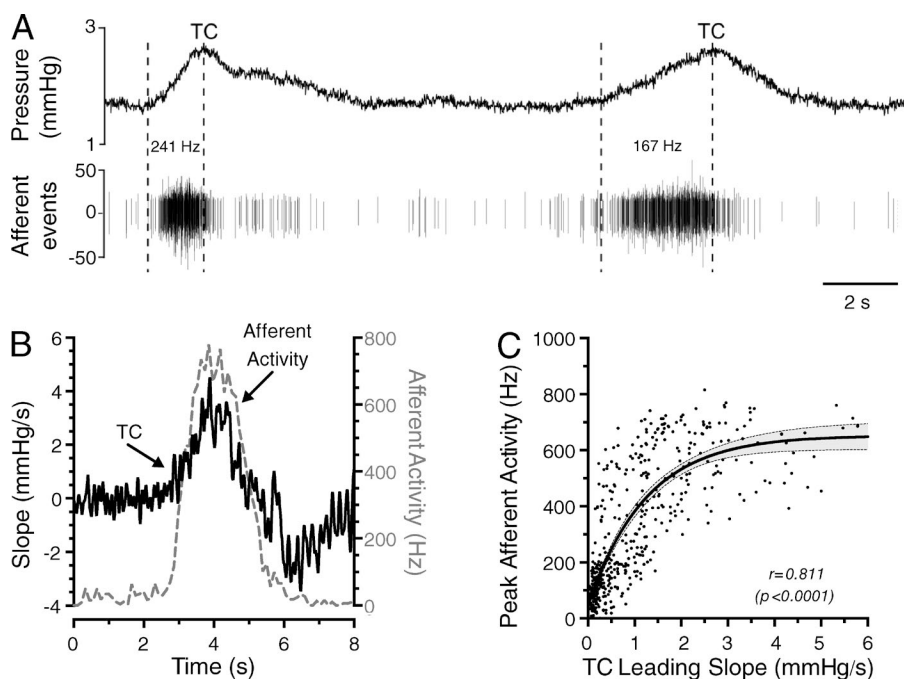 A
TC
TC
3
Pressure
(mmHg)
1
241 Hz
167 Hz
50
0
-50
Afferent
events
2 s
B
6
4
2
0
-2
-4
Slope (mmHg/s)
TC
Afferent
Activity
800
600
400
200
0
Afferent Activity
(Hz)
0
2
4
6
8
Time (s)
C
1000
800
600
400
200
0
Peak Afferent Activity (Hz)
r=0.811
(p<0.0001)
0
1
2
3
4
5
6
TC Leading Slope (mmHg/s)